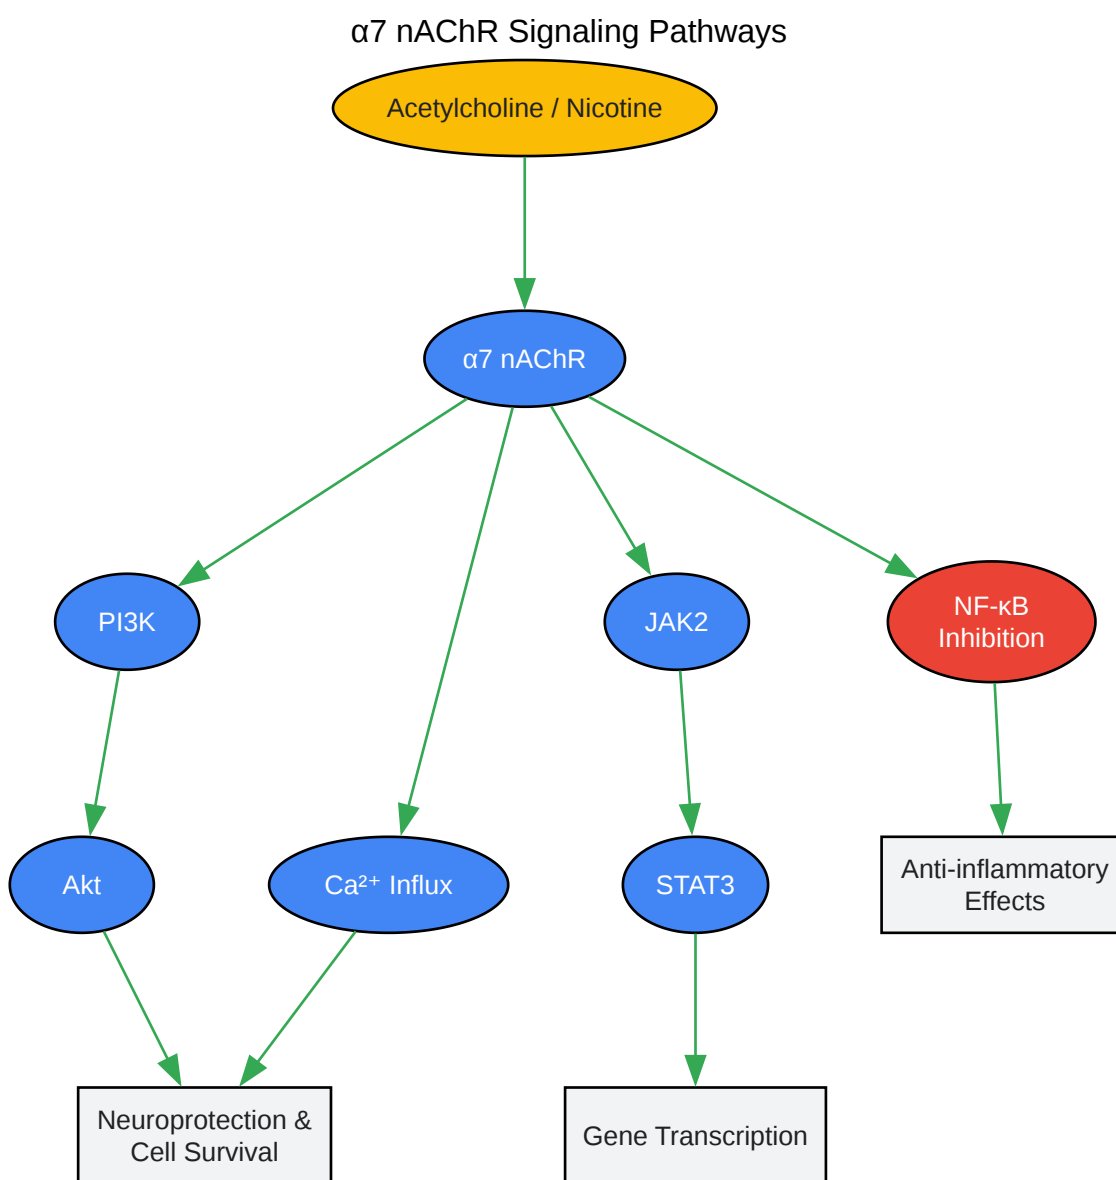 α7 nAChR Signaling Pathways
Acetylcholine / Nicotine
α7 nAChR
PI3K
JAK2
NF-κB
Inhibition
Akt
Ca²⁺ Influx
STAT3
Anti-inflammatory
Effects
Neuroprotection &
Cell Survival
Gene Transcription